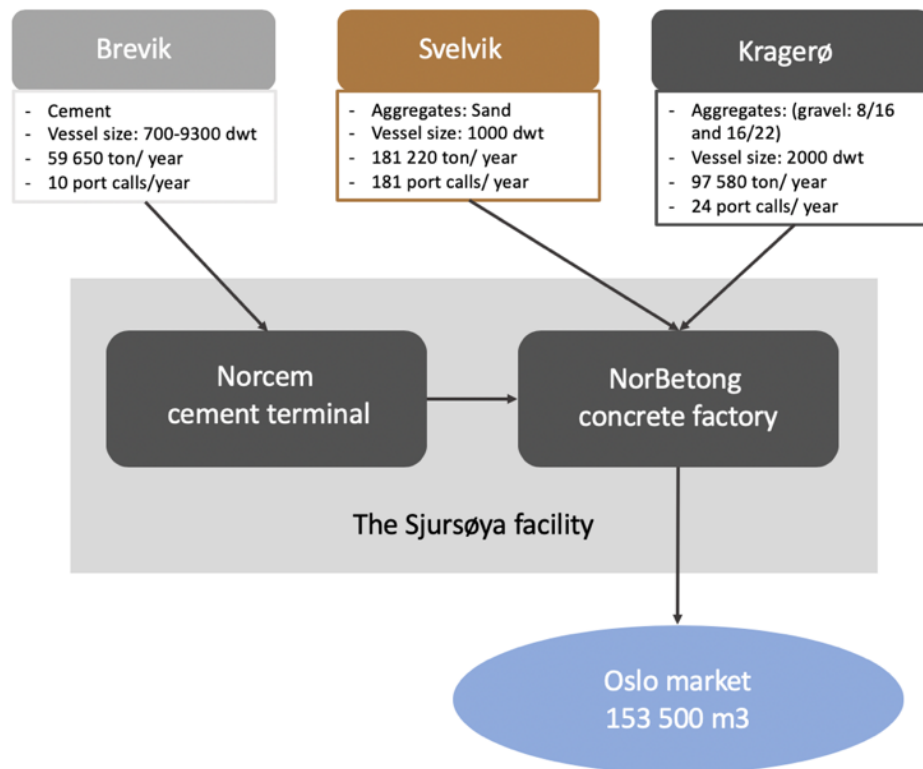 Brevik
- Cement
- Vessel size: 700-9300 dwt
- 59 650 ton/ year
- 10 port calls/year
Svelvik
- Aggregates: Sand
- Vessel size: 1000 dwt
- 181 220 ton/ year
- 181 port calls/ year
Kragerø
- Aggregates: (gravel: 8/16
and 16/22)
- Vessel size: 2000 dwt
- 97 580 ton/ year
- 24 port calls/ year
Norcem
cement terminal
NorBetong
concrete factory
The Sjursøya facility
Oslo market
153 500 m3